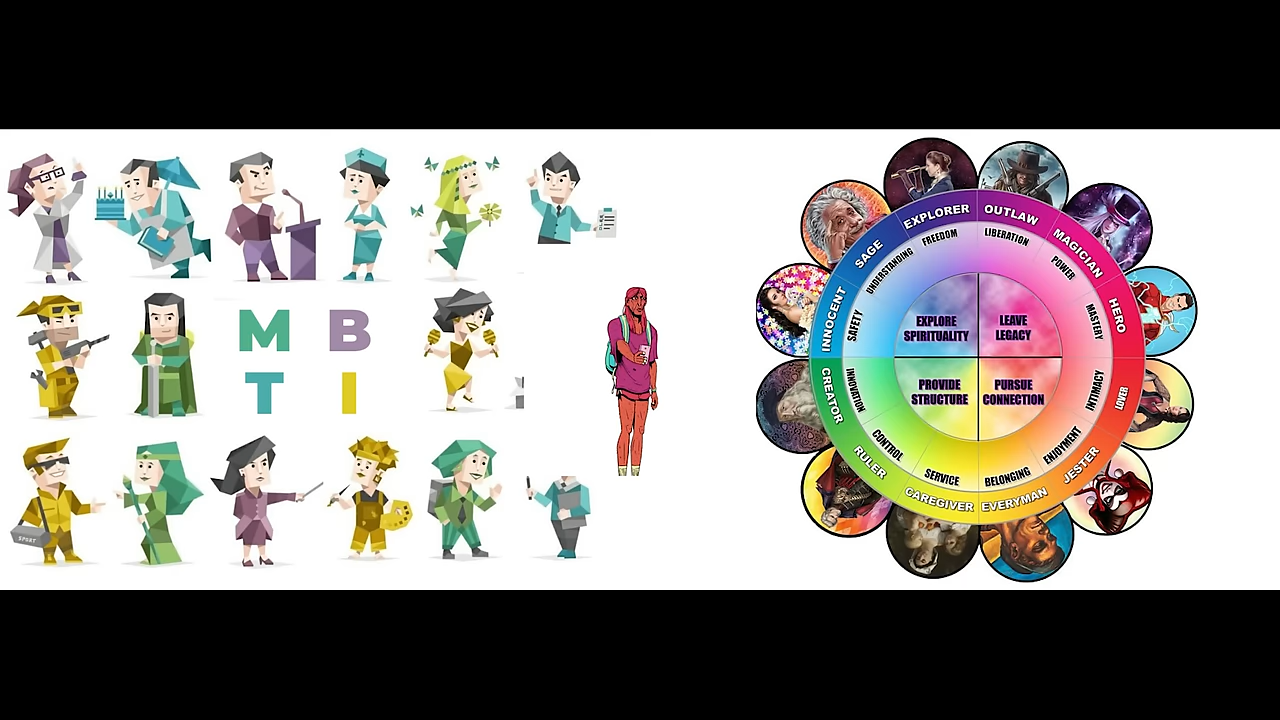 M B
T I
SPORT
EXPLORER
OUTLAW
MAGICIAN
HERO
LOVER
JESTER
EVERYMAN
CAREGIVER
RULER
CREATOR
INNOCENT
SAGE
FREEDOM
LIBERATION
POWER
MASTERY
INTIMACY
ENJOYMENT
BELONGING
SERVICE
CONTROL
INNOVATION
SAFETY
UNDERSTANDING
EXPLORE
SPIRITUALITY
LEAVE
LEGACY
PROVIDE
STRUCTURE
PURSUE
CONNECTION